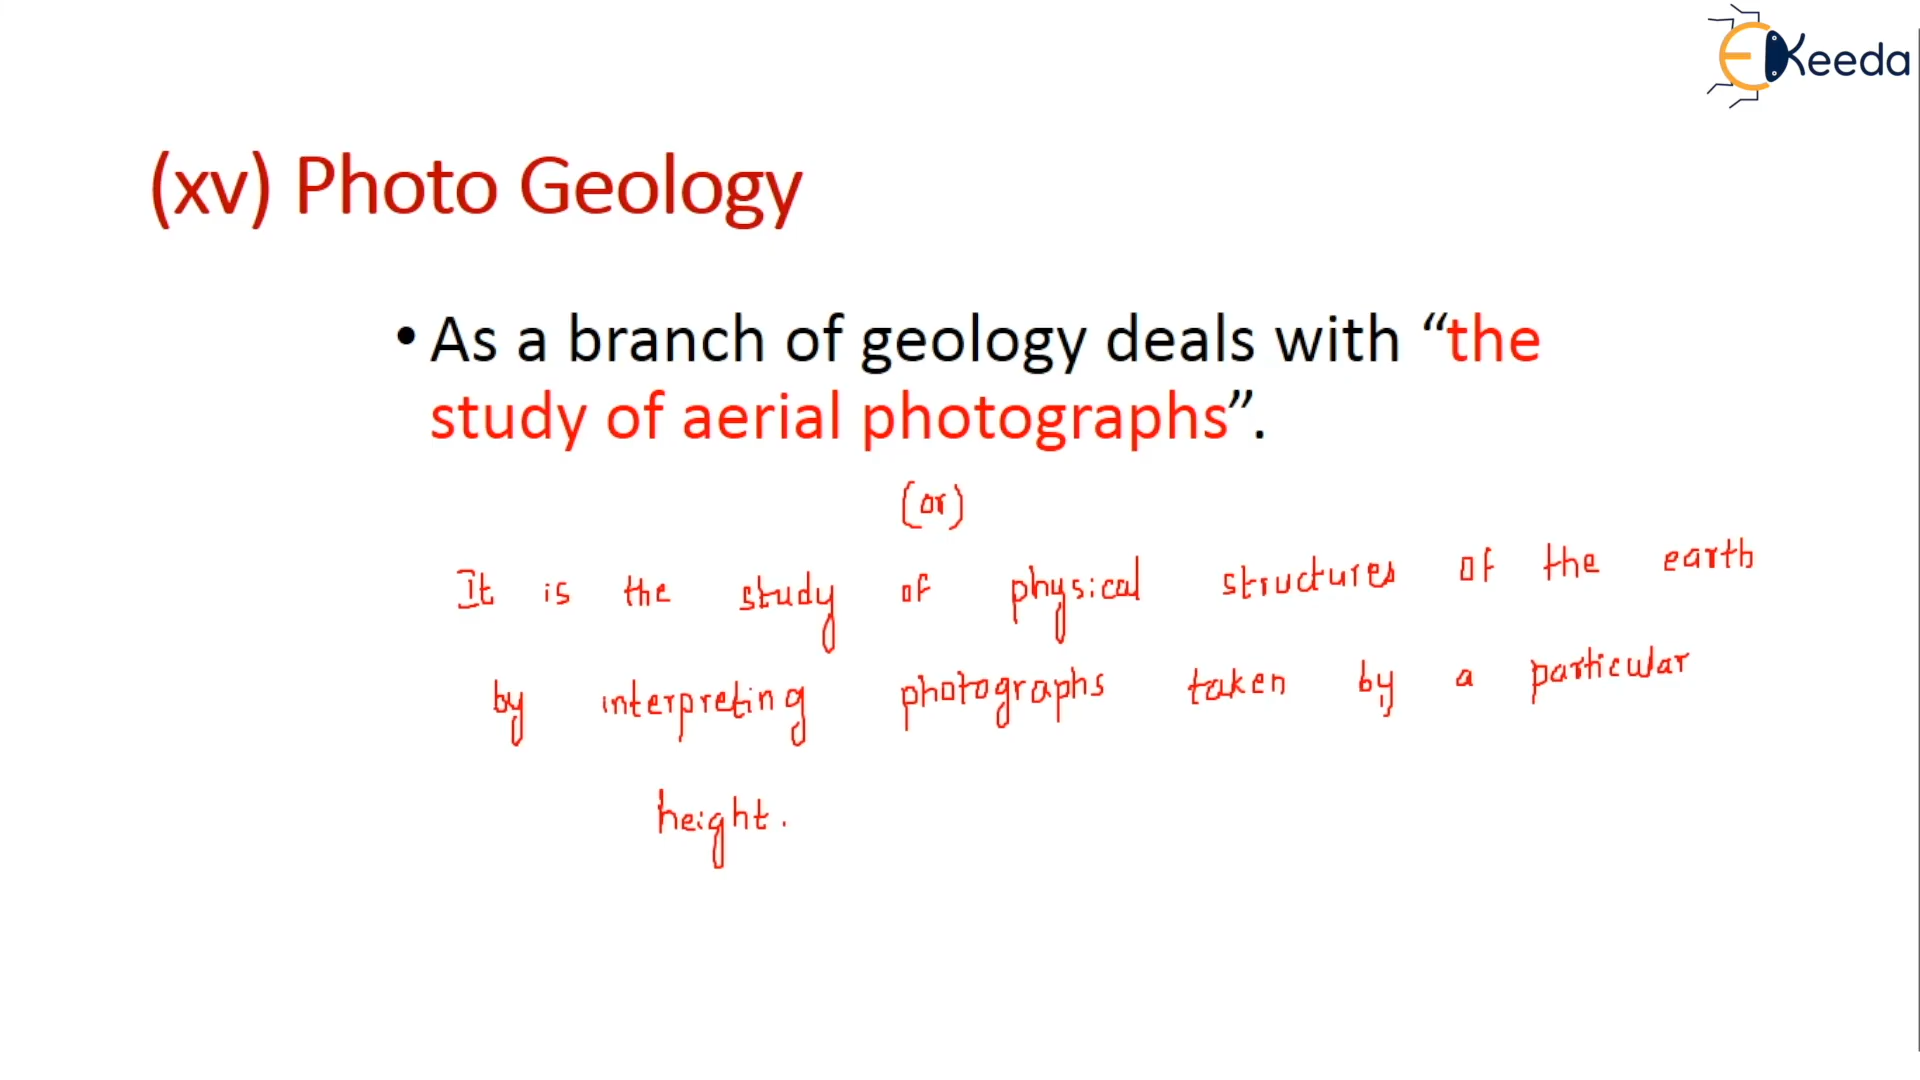 EKeeda
(xv) Photo Geology
• As a branch of geology deals with “the
study of aerial photographs”.
(or)
It is the study of physical structures of the earth
by interpreting photographs taken by a particular
height.